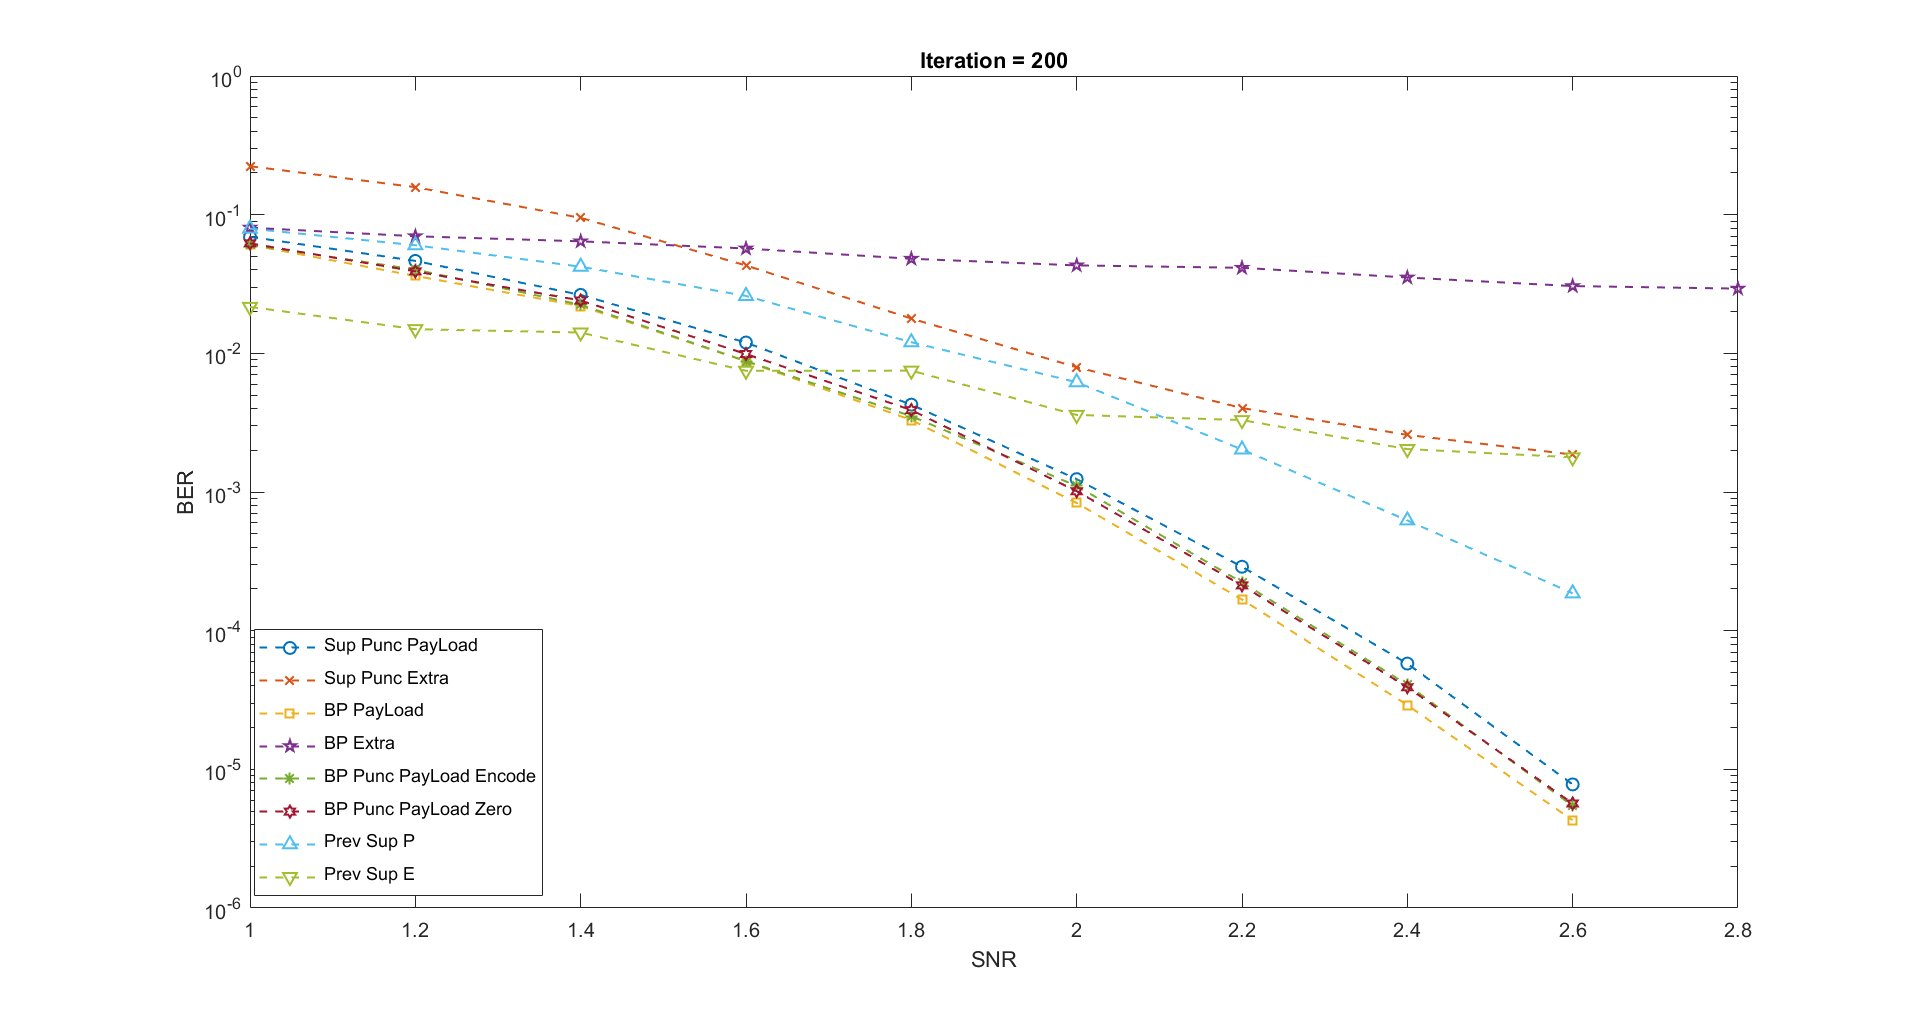 Iteration = 200
10^0
10^-1
10^-2
10^-3
10^-4
10^-5
10^-6
BER
Sup Punc PayLoad
Sup Punc Extra
BP PayLoad
BP Extra
BP Punc PayLoad Encode
BP Punc PayLoad Zero
Prev Sup P
Prev Sup E
1 1.2 1.4 1.6 1.8 2 2.2 2.4 2.6 2.8
SNR